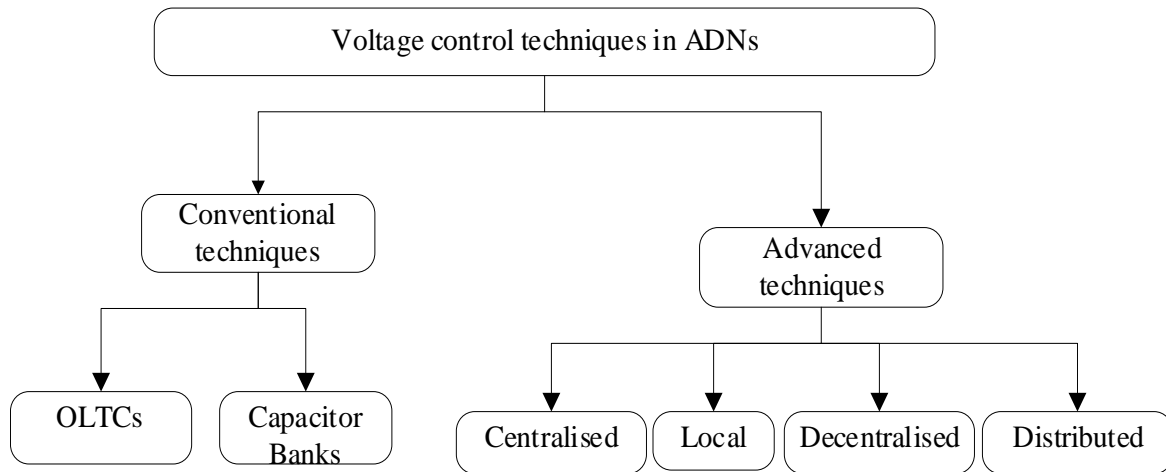 Voltage control techniques in ADNs
Conventional
techniques
Advanced
techniques
OLTCs
Capacitor
Banks
Centralised
Local
Decentralised
Distributed